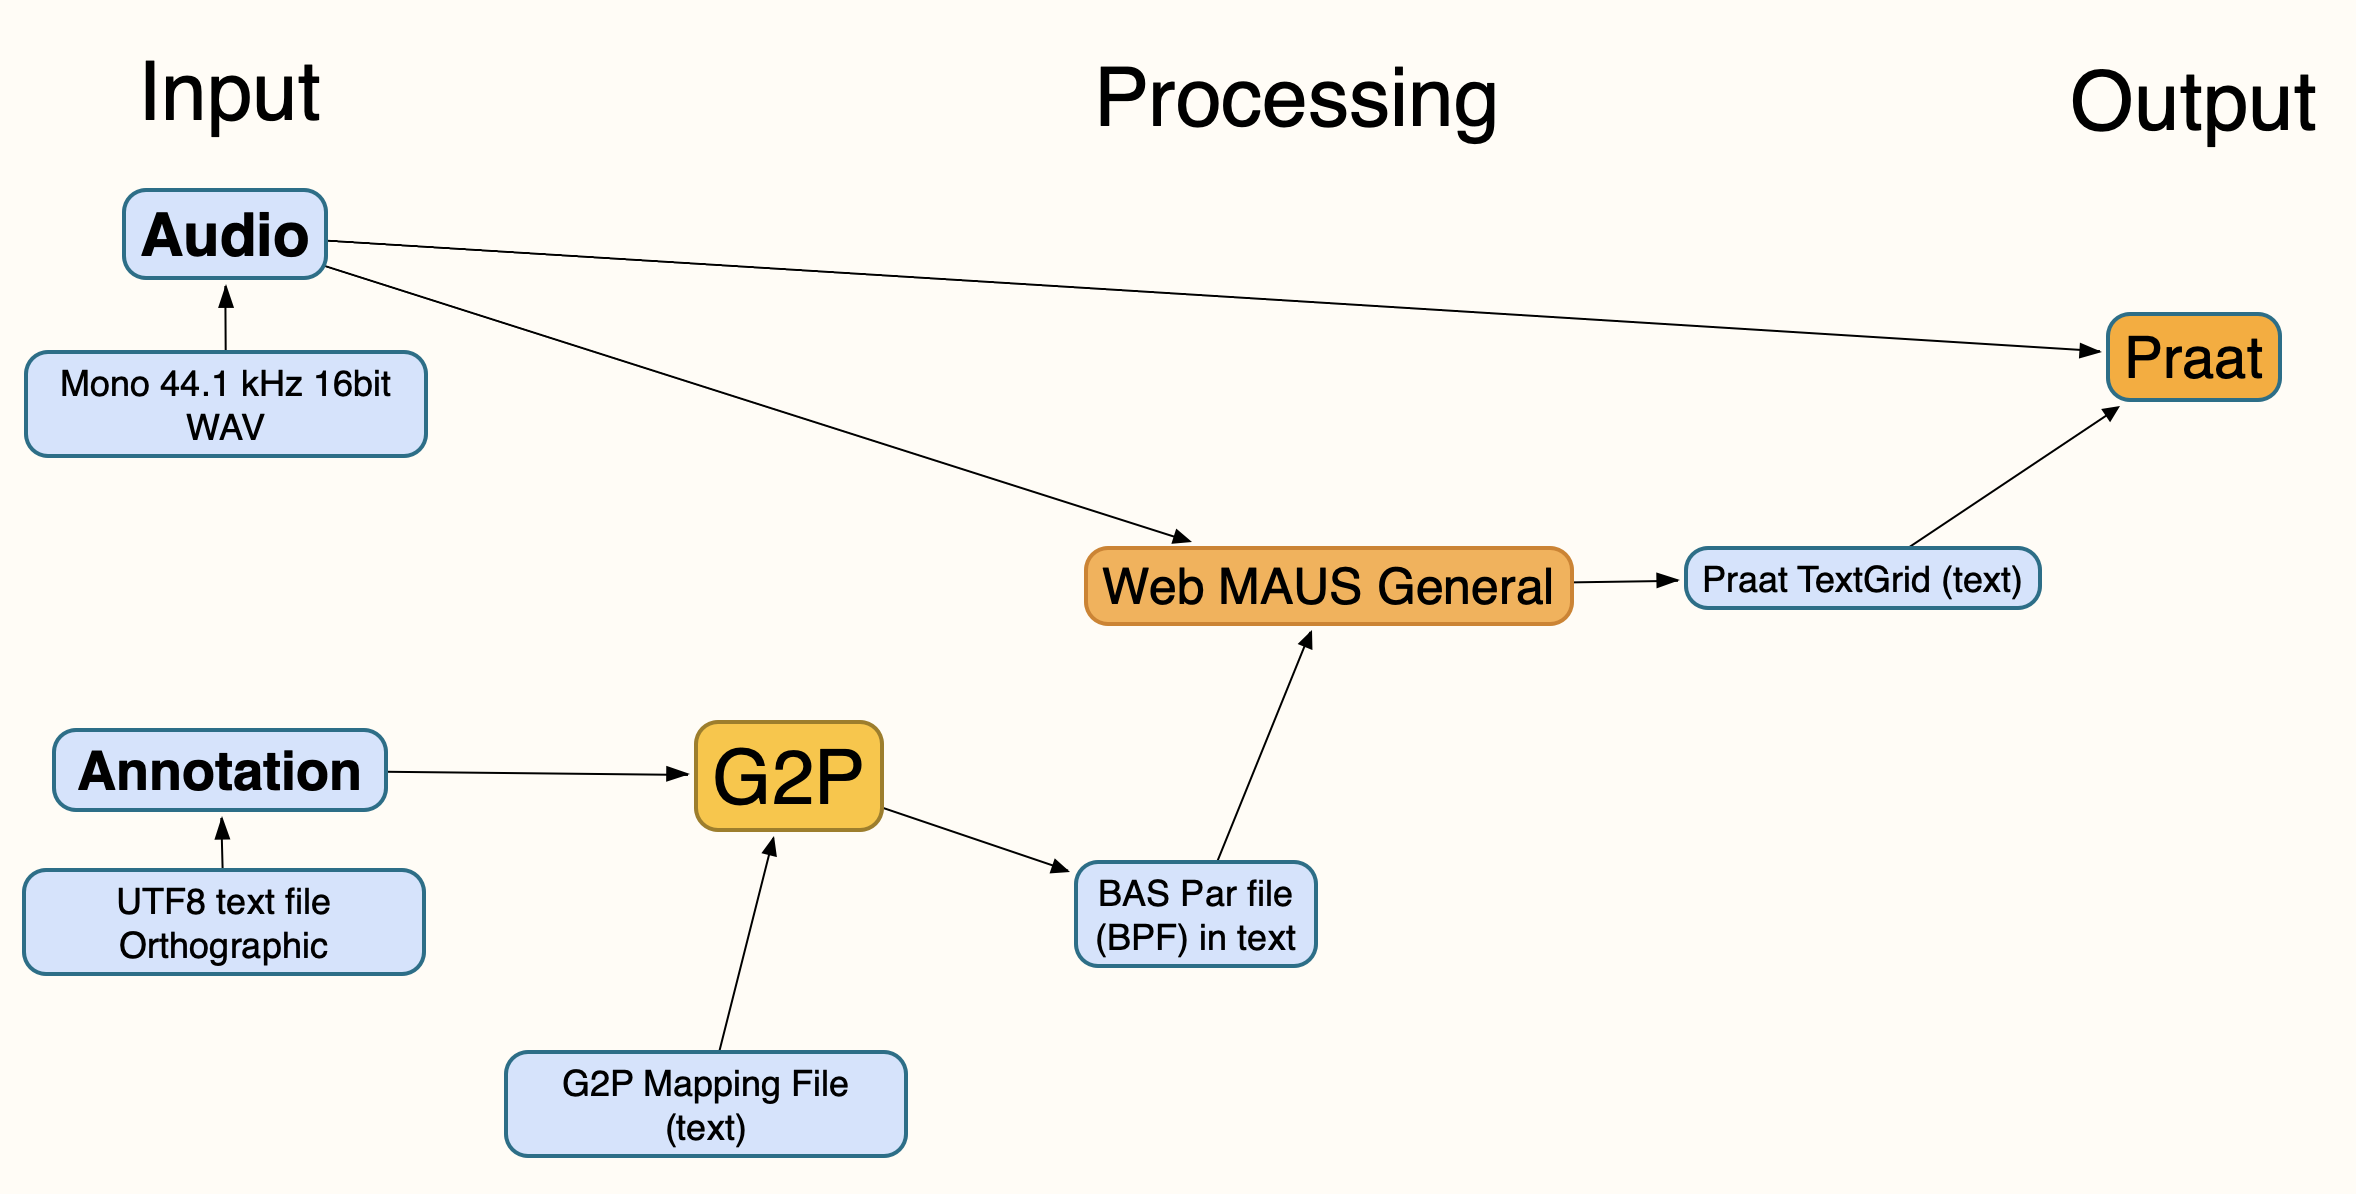 Input
Processing
Output
Audio
Mono 44.1 kHz 16bit
WAV
Praat
Web MAUS General
Praat TextGrid (text)
Annotation
G2P
UTF8 text file
Orthographic
BAS Par file
(BPF) in text
G2P Mapping File
(text)